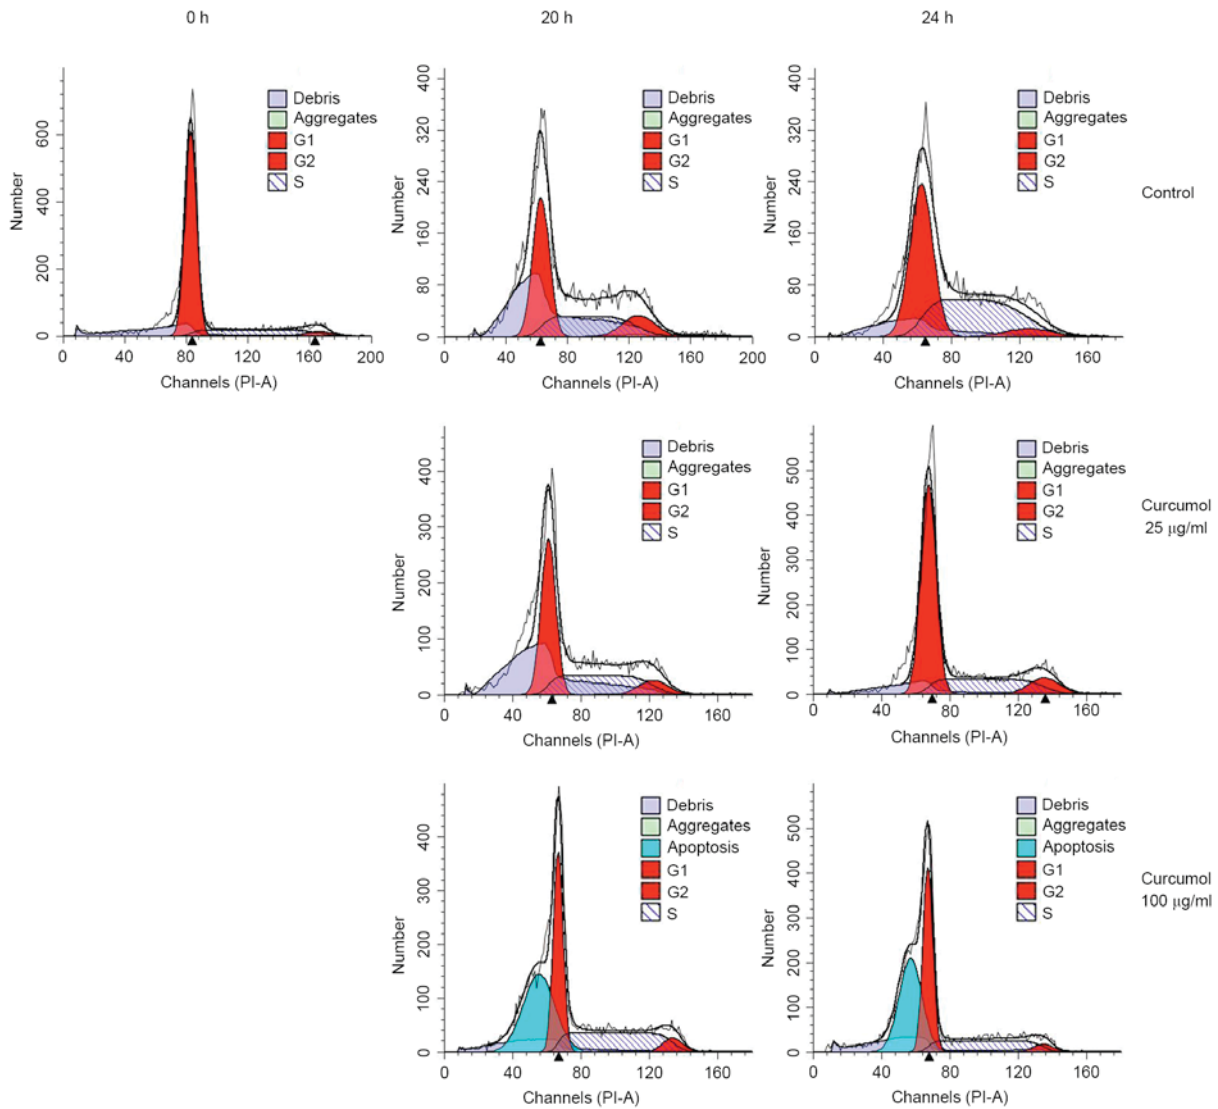 0 h
20 h
24 h
Number
600
400
200
0
0 40 80 120 160 200
Channels (PI-A)
Debris
Aggregates
G1
G2
S
Number
400
320
240
160
80
0
0 40 80 120 160 200
Channels (PI-A)
Debris
Aggregates
G1
G2
S
Number
400
320
240
160
80
0
0 40 80 120 160
Channels (PI-A)
Debris
Aggregates
G1
G2
S
Control
Number
400
300
200
100
0
0 40 80 120 160
Channels (PI-A)
Debris
Aggregates
G1
G2
S
Number
500
400
300
200
100
0
0 40 80 120 160
Channels (PI-A)
Debris
Aggregates
G1
G2
S
Curcumol
25 μg/ml
Number
400
300
200
100
0
0 40 80 120 160
Channels (PI-A)
Debris
Aggregates
Apoptosis
G1
G2
S
Number
500
400
300
200
100
0
0 40 80 120 160
Channels (PI-A)
Debris
Aggregates
Apoptosis
G1
G2
S
Curcumol
100 μg/ml